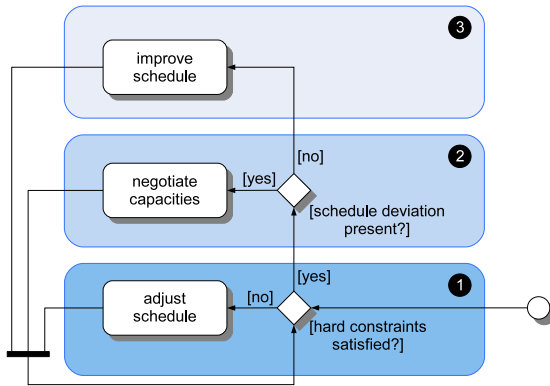 3
improve
schedule
[no]
2
[yes]
negotiate
capacities
[schedule deviation
present?]
[yes]
1
[no]
adjust
schedule
[hard constraints
satisfied?]